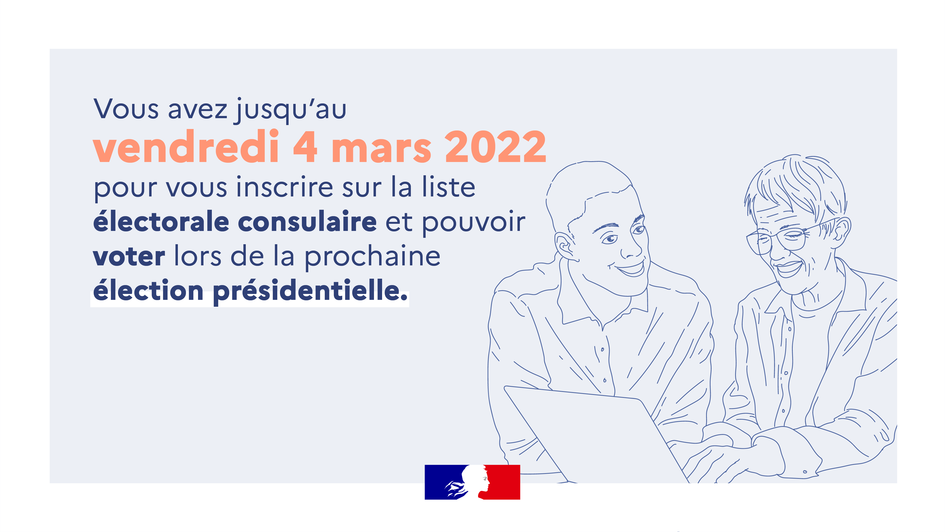 Vous avez jusqu’au
vendredi 4 mars 2022
pour vous inscrire sur la liste
électorale consulaire et pouvoir
voter lors de la prochaine
élection présidentielle.